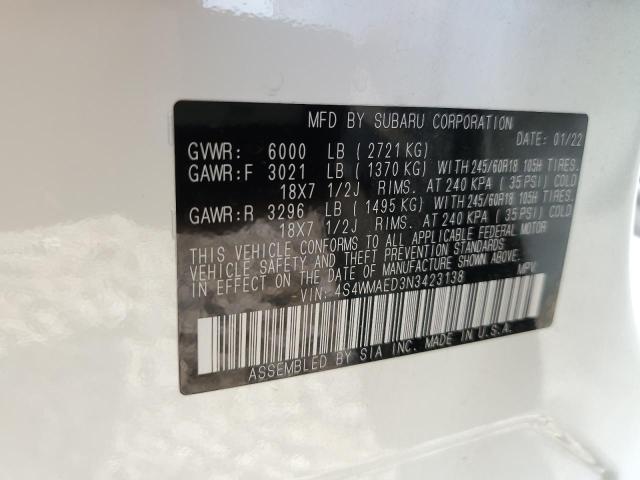 MFD BY SUBARU CORPORATION
DATE: 01/22
GVWR: 6000 LB (2721 KG)
GAWR:F 3021 LB (1370 KG) WITH 245/60R18 105H TIRES.
18X7 1/2J RIMS. AT 240 KPA (35 PSI) COLD
GAWR:R 3296 LB (1495 KG) WITH 245/60R18 105H TIRES.
18X7 1/2J RIMS. AT 240 KPA (35 PSI) COLD
THIS VEHICLE CONFORMS TO ALL APPLICABLE FEDERAL MOTOR
VEHICLE SAFETY AND THEFT PREVENTION STANDARDS
IN EFFECT ON THE DATE OF MANUFACTURE SHOWN ABOVE.
VIN: 4S4WMAED3N3423138 MPV
ASSEMBLED BY SIA INC. MADE IN U.S.A.